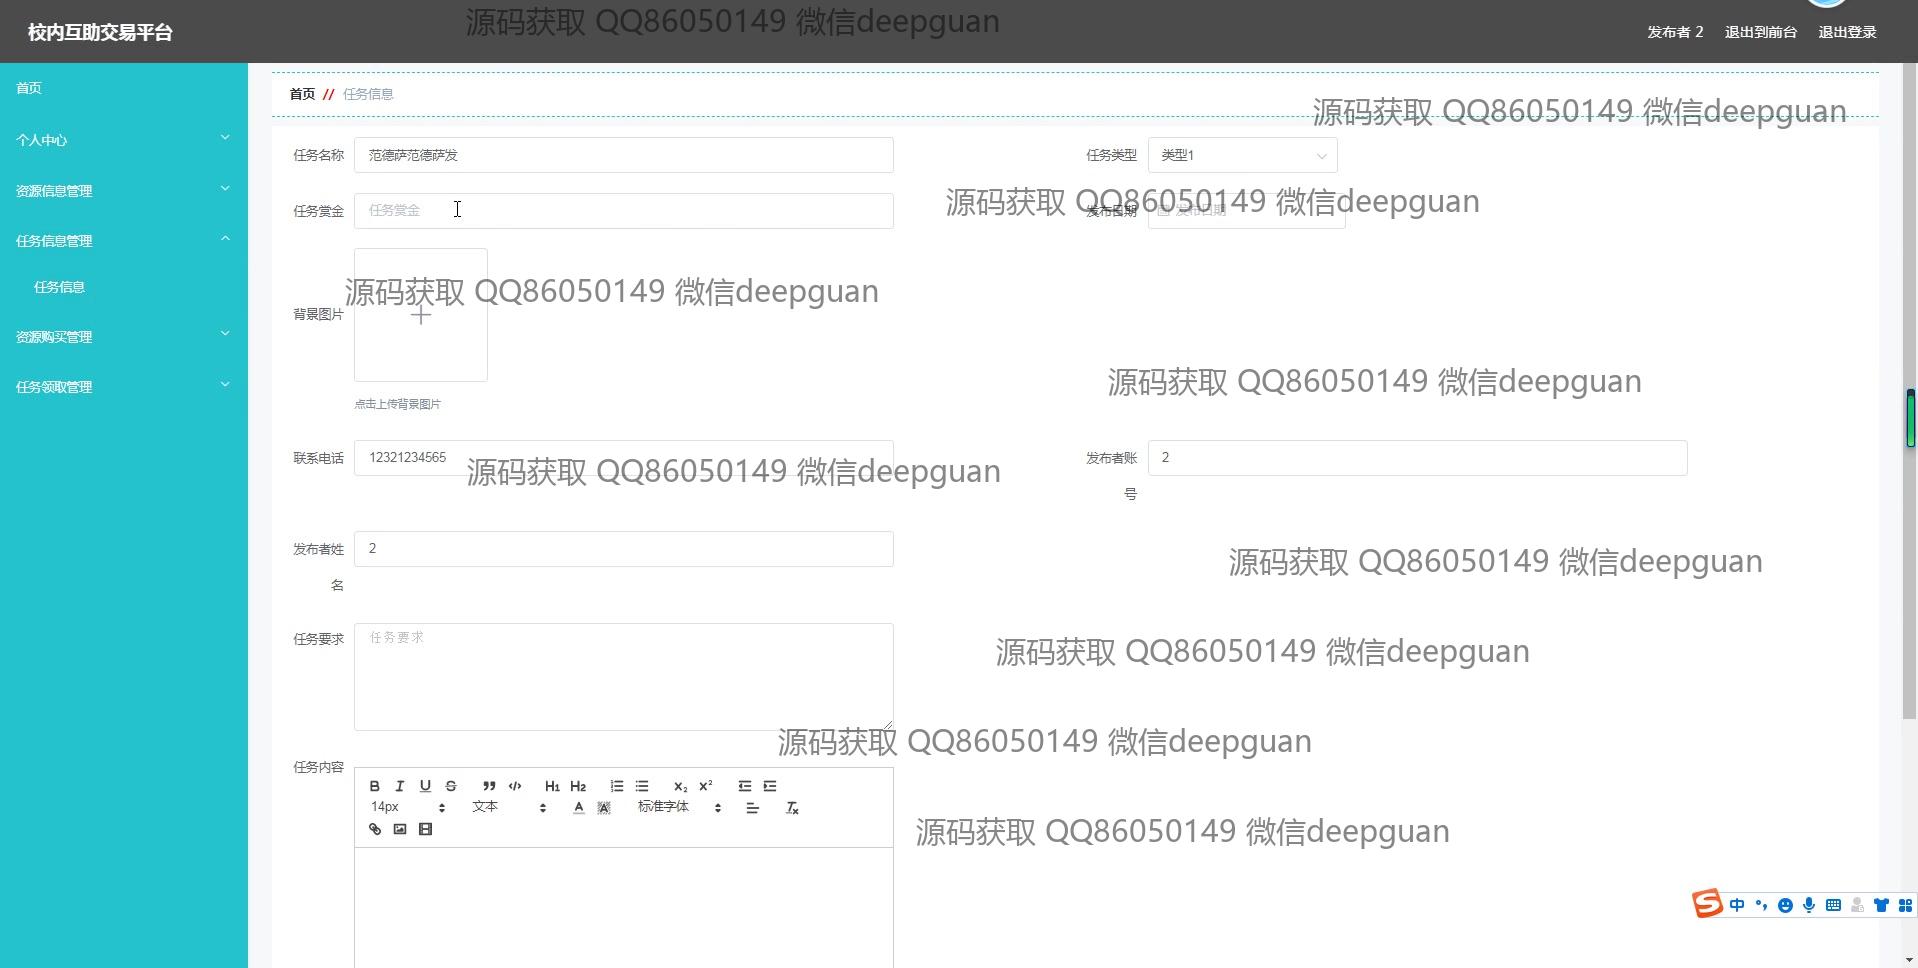 源码获取 QQ86050149 微信deepguan
校内互助交易平台
发布者 2 退出到前台 退出登录
首页
个人中心
资源信息管理
任务信息管理
任务信息
资源购买管理
任务领取管理
首页 // 任务信息
源码获取 QQ86050149 微信deepguan
任务名称 范德萨范德萨发
任务类型 类型1
任务赏金 任务赏金
发布日期 发布日期
源码获取 QQ86050149 微信deepguan
源码获取 QQ86050149 微信deepguan
背景图片
点击上传背景图片
源码获取 QQ86050149 微信deepguan
联系电话 12321234565
源码获取 QQ86050149 微信deepguan
发布者账 2
号
发布者姓 2
名
源码获取 QQ86050149 微信deepguan
任务要求 任务要求
源码获取 QQ86050149 微信deepguan
源码获取 QQ86050149 微信deepguan
任务内容
B I U S H1 H2 X2 X2
14px 文本 A A 标准字体 Tx
源码获取 QQ86050149 微信deepguan
S 中